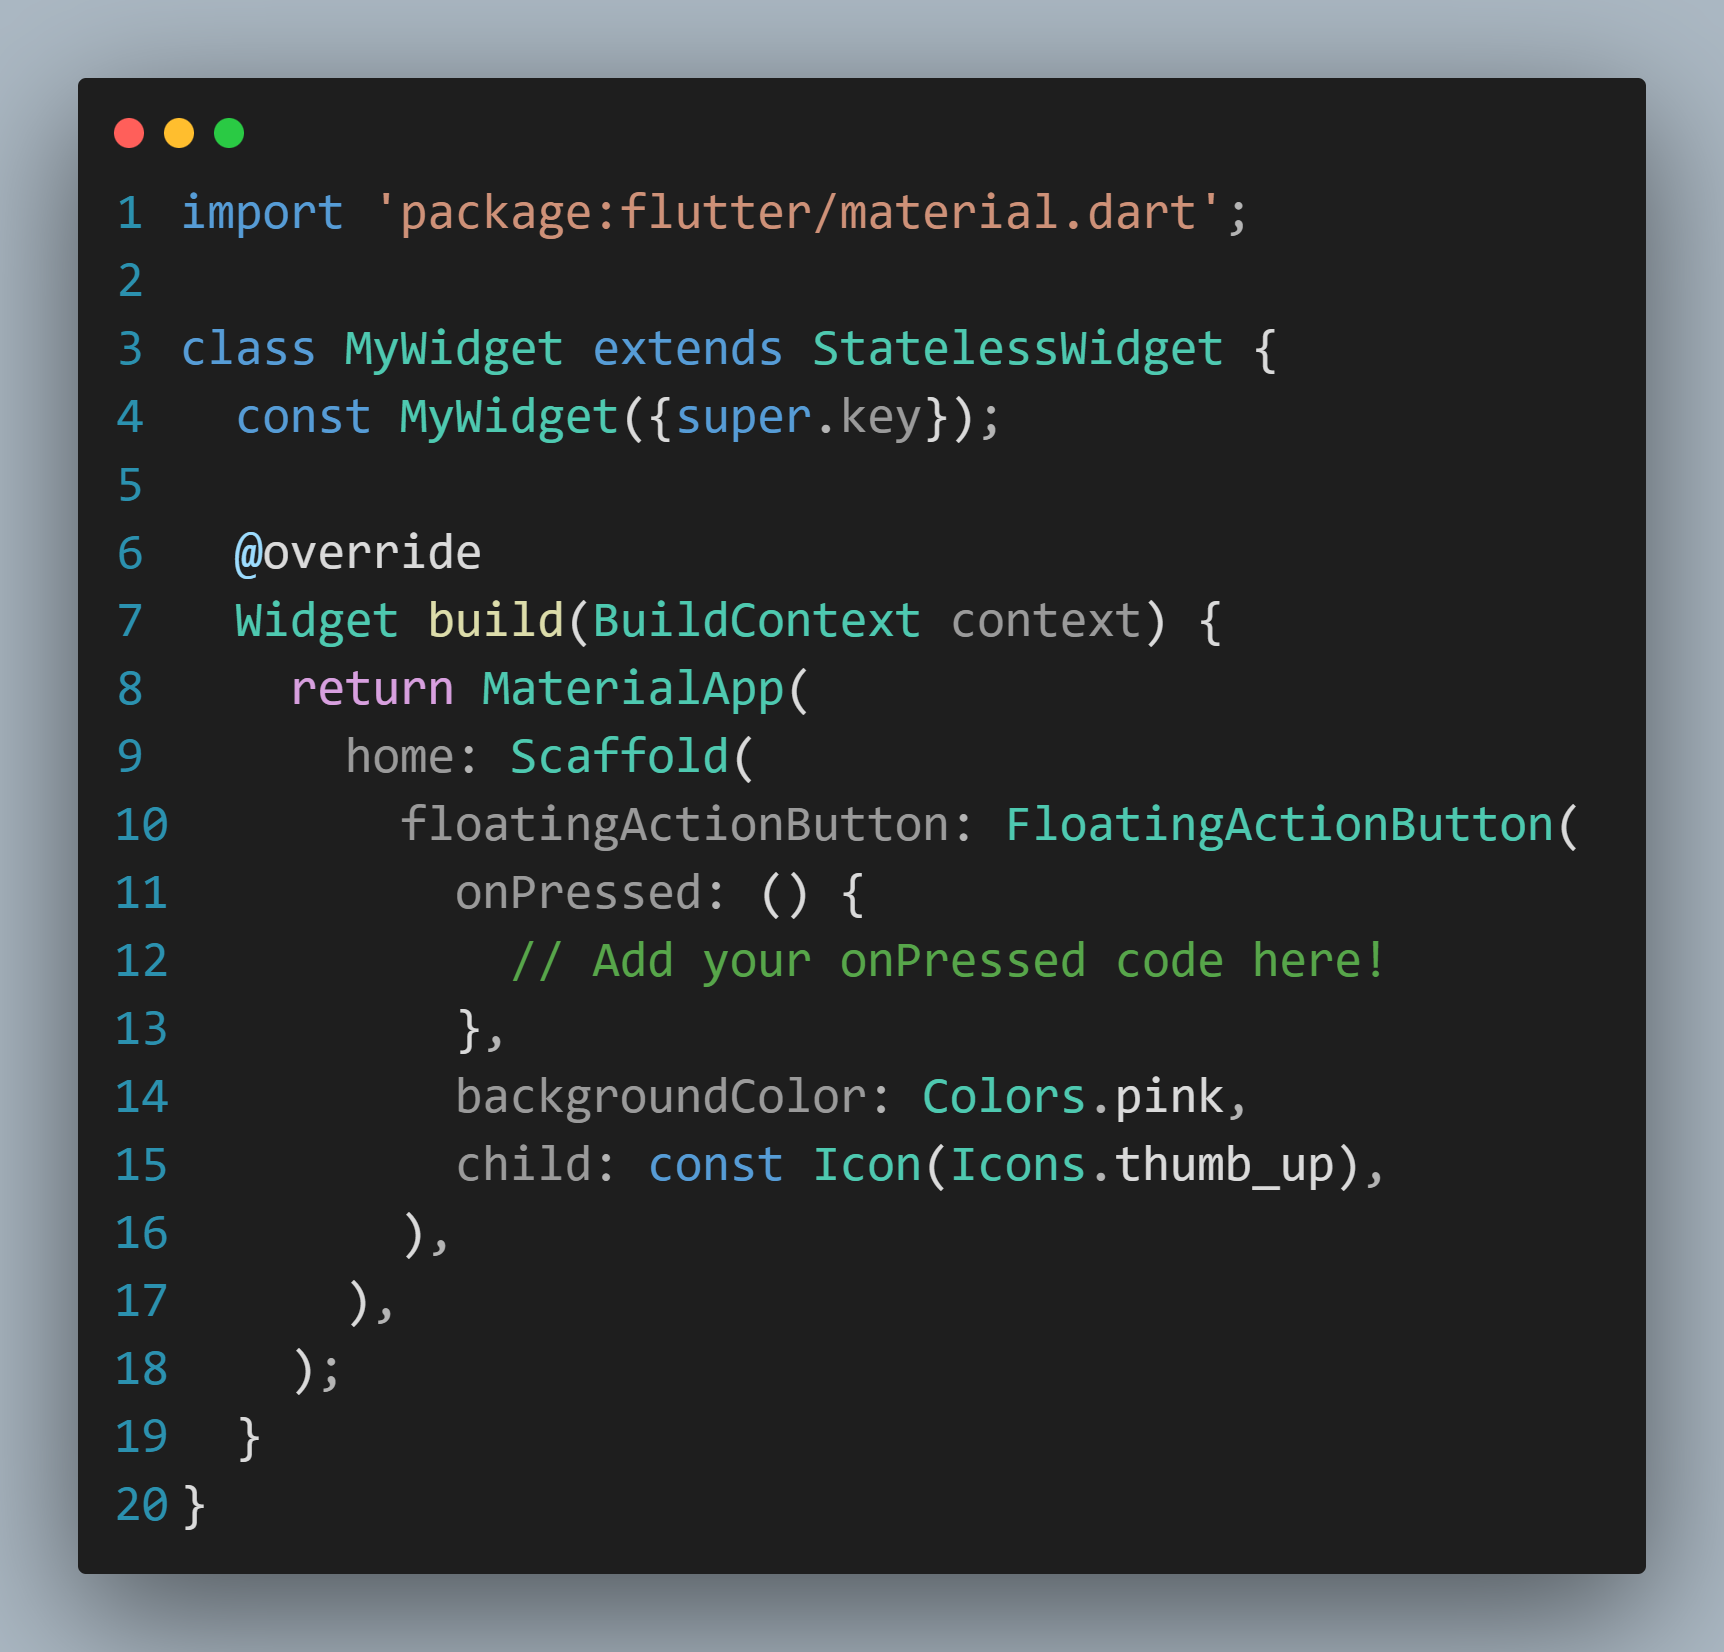 1 import 'package:flutter/material.dart';
2
3 class MyWidget extends StatelessWidget {
4   const MyWidget({super.key});
5
6   @override
7   Widget build(BuildContext context) {
8     return MaterialApp(
9       home: Scaffold(
10         floatingActionButton: FloatingActionButton(
11           onPressed: () {
12             // Add your onPressed code here!
13           },
14           backgroundColor: Colors.pink,
15           child: const Icon(Icons.thumb_up),
16         ),
17       ),
18     );
19   }
20 }